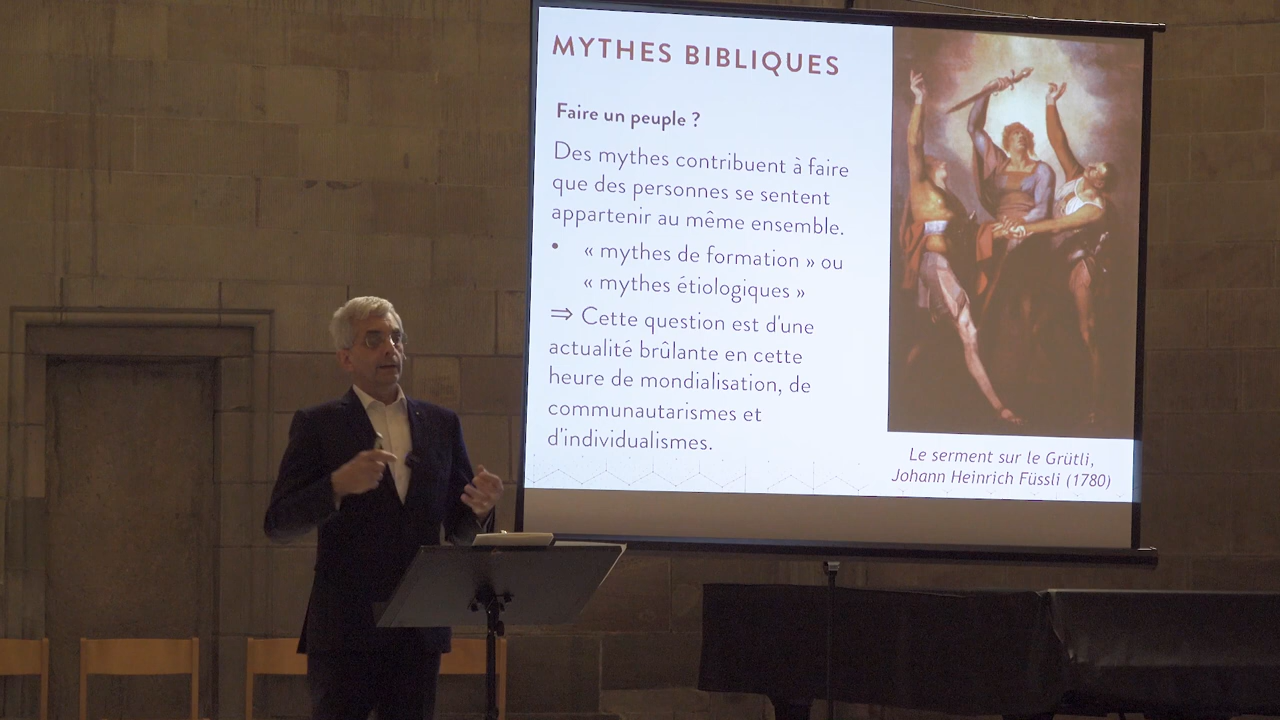 MYTHES BIBLIQUES
Faire un peuple ?
Des mythes contribuent à faire
que des personnes se sentent
appartenir au même ensemble.
• « mythes de formation » ou
« mythes étiologiques »
⇒ Cette question est d'une
actualité brûlante en cette
heure de mondialisation, de
communautarismes et
d'individualismes.
Le serment sur le Grütli,
Johann Heinrich Füssli (1780)